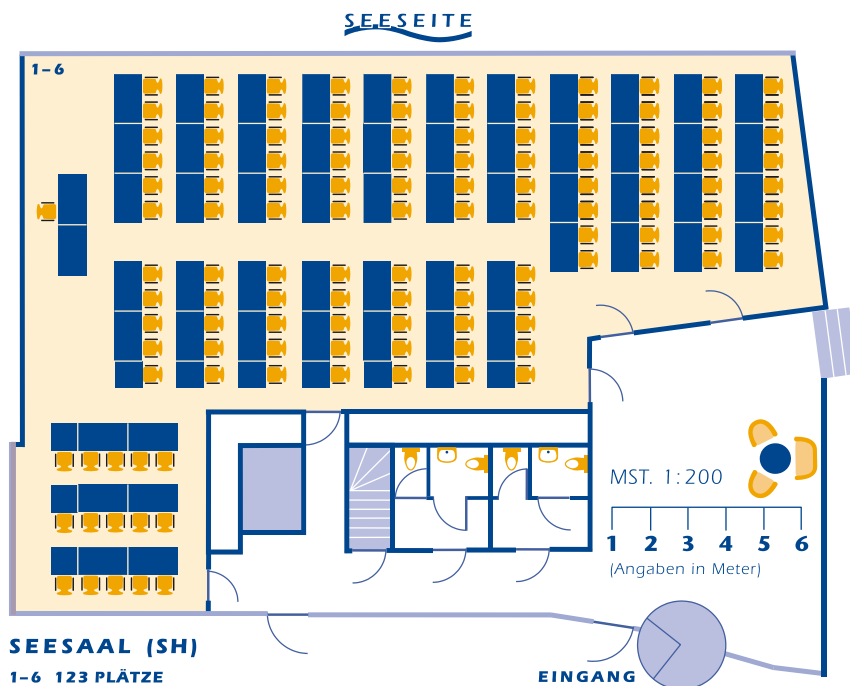 SEESEITE
1–6
MST. 1:200
1 2 3 4 5 6
(Angaben in Meter)
SEESAAL (SH)
1–6 123 PLÄTZE
EINGANG